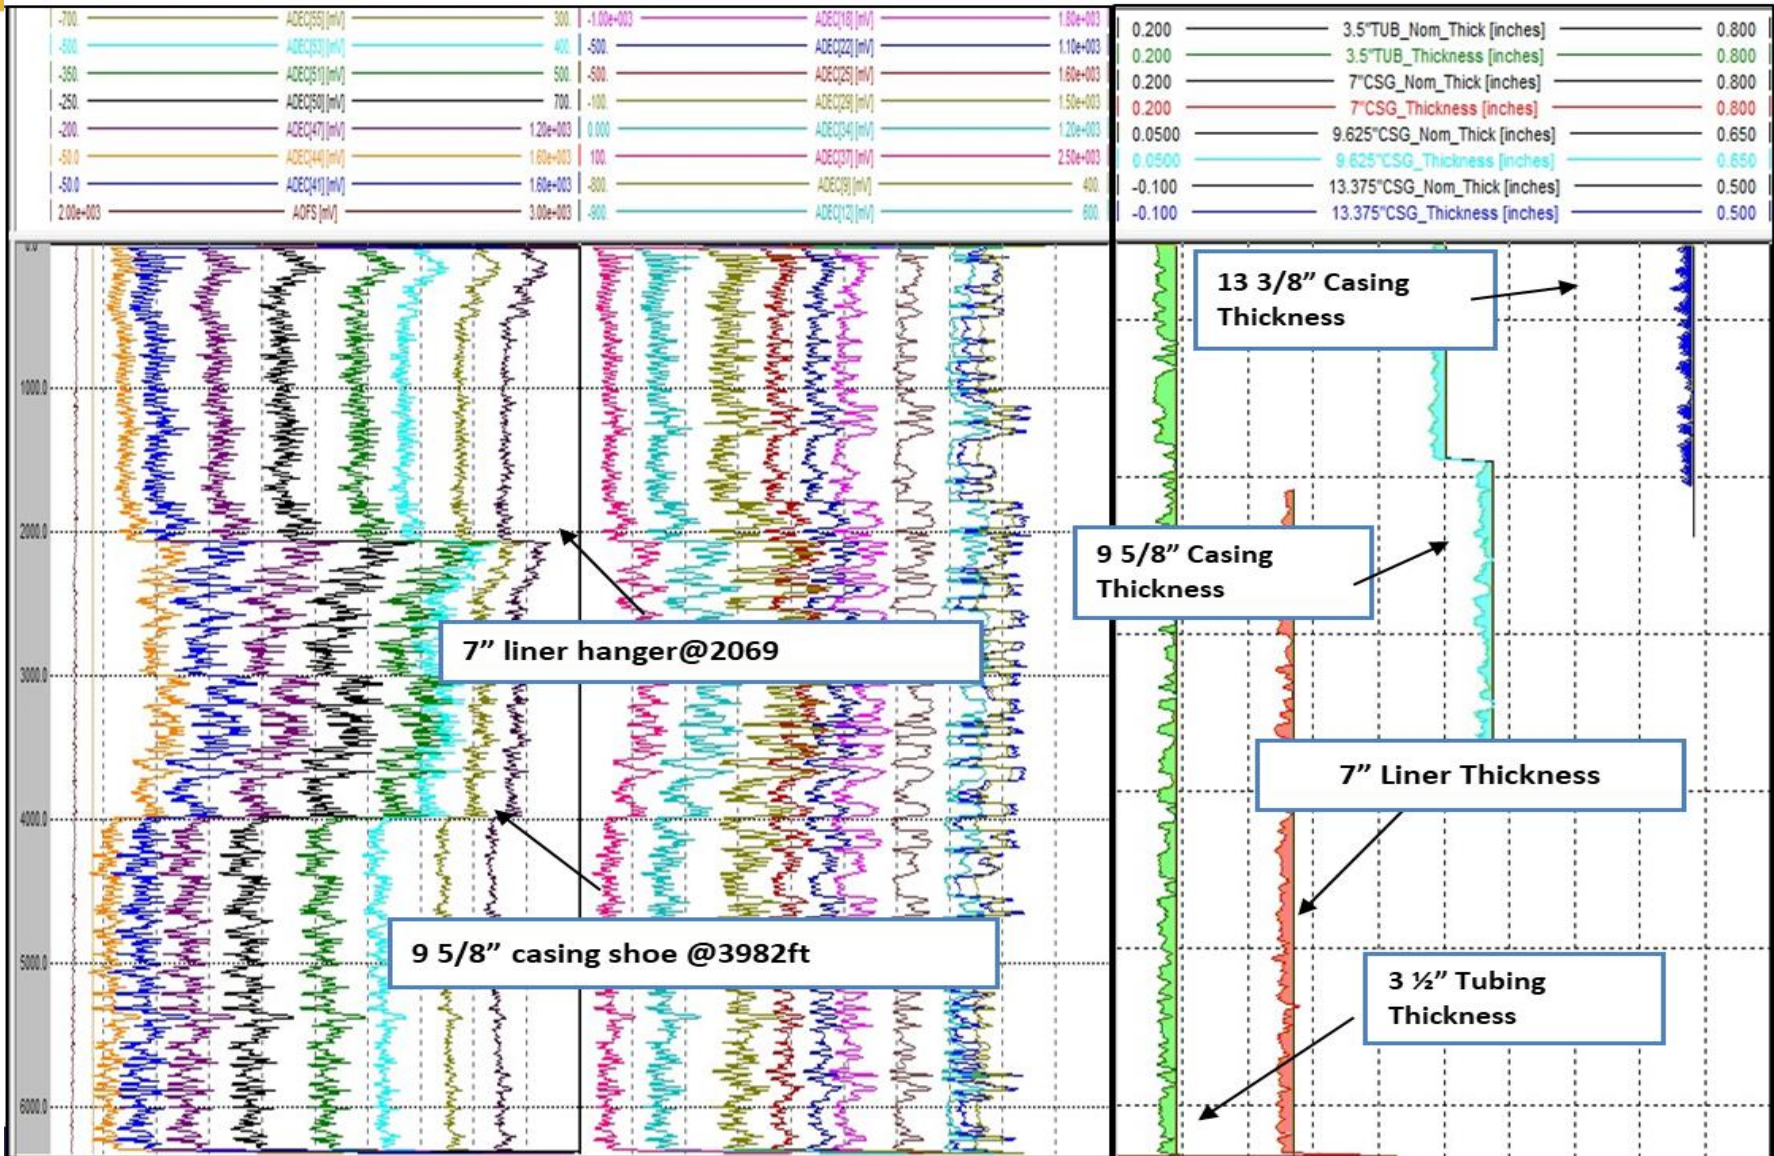 -700. ADEC[55] [mV] 300.
-500. ADEC[53] [mV] 400.
-350. ADEC[51] [mV] 500.
-250. ADEC[50] [mV] 700.
-200. ADEC[47] [mV] 1.20e+003
-50.0 ADEC[44] [mV] 1.60e+003
-50.0 ADEC[41] [mV] 1.60e+003
2.00e+003 AOFS [mV] 3.00e+003
-1.00e+003 ADEC[18] [mV] 1.80e+003
-500. ADEC[22] [mV] 1.10e+003
-500. ADEC[25] [mV] 1.60e+003
-100. ADEC[29] [mV] 1.50e+003
0.000 ADEC[34] [mV] 1.20e+003
100. ADEC[37] [mV] 2.50e+003
-800. ADEC[9] [mV] 400.
-900. ADEC[12] [mV] 600.
0.200 3.5"TUB_Nom_Thick [inches] 0.800
0.200 3.5"TUB_Thickness [inches] 0.800
0.200 7"CSG_Nom_Thick [inches] 0.800
0.200 7"CSG_Thickness [inches] 0.800
0.0500 9.625"CSG_Nom_Thick [inches] 0.650
0.0500 9.625"CSG_Thickness [inches] 0.650
-0.100 13.375"CSG_Nom_Thick [inches] 0.500
-0.100 13.375"CSG_Thickness [inches] 0.500
0.0
1000.0
2000.0
3000.0
4000.0
5000.0
6000.0
7” liner hanger@2069
9 5/8” casing shoe @3982ft
13 3/8” Casing
Thickness
9 5/8” Casing
Thickness
7” Liner Thickness
3 ½” Tubing
Thickness